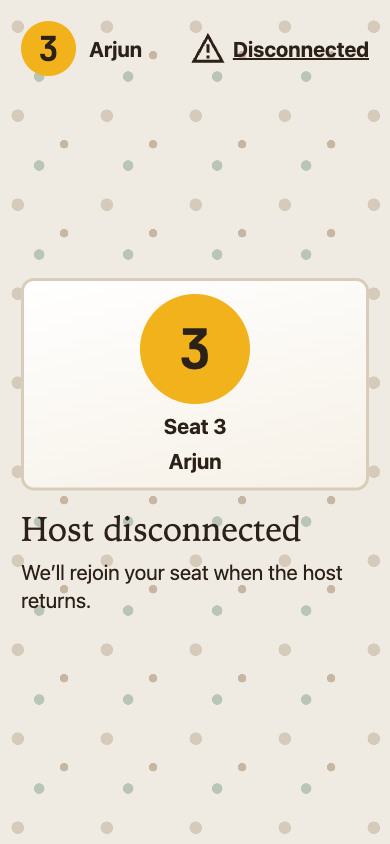 3 Arjun Disconnected
3
Seat 3
Arjun
Host disconnected
We’ll rejoin your seat when the host
returns.